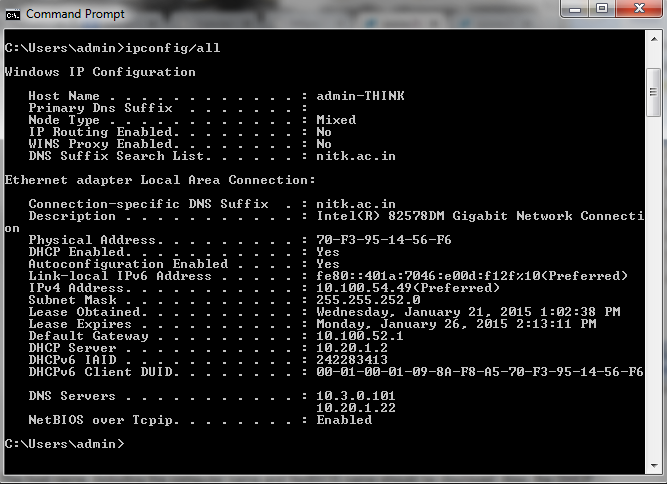 Command Prompt
C:\Users\admin>ipconfig/all
Windows IP Configuration
Host Name . . . . . . . . . . . . : admin-THINK
Primary Dns Suffix . . . . . . . :
Node Type . . . . . . . . . . . . : Mixed
IP Routing Enabled. . . . . . . . : No
WINS Proxy Enabled. . . . . . . . : No
DNS Suffix Search List. . . . . . : nitk.ac.in
Ethernet adapter Local Area Connection:
Connection-specific DNS Suffix . : nitk.ac.in
Description . . . . . . . . . . . : Intel(R) 82578DM Gigabit Network Connecti
on
Physical Address. . . . . . . . . : 70-F3-95-14-56-F6
DHCP Enabled. . . . . . . . . . . : Yes
Autoconfiguration Enabled . . . . : Yes
Link-local IPv6 Address . . . . . : fe80::401a:7046:e00d:f12f%10(Preferred)
IPv4 Address. . . . . . . . . . . : 10.100.54.49(Preferred)
Subnet Mask . . . . . . . . . . . : 255.255.252.0
Lease Obtained. . . . . . . . . . : Wednesday, January 21, 2015 1:02:38 PM
Lease Expires . . . . . . . . . . : Monday, January 26, 2015 2:13:11 PM
Default Gateway . . . . . . . . . : 10.100.52.1
DHCP Server . . . . . . . . . . . : 10.20.1.2
DHCPv6 IAID . . . . . . . . . . . : 242283413
DHCPv6 Client DUID. . . . . . . . : 00-01-00-01-09-8A-F8-A5-70-F3-95-14-56-F6
DNS Servers . . . . . . . . . . . : 10.3.0.101
10.20.1.22
NetBIOS over Tcpip. . . . . . . . : Enabled
C:\Users\admin>